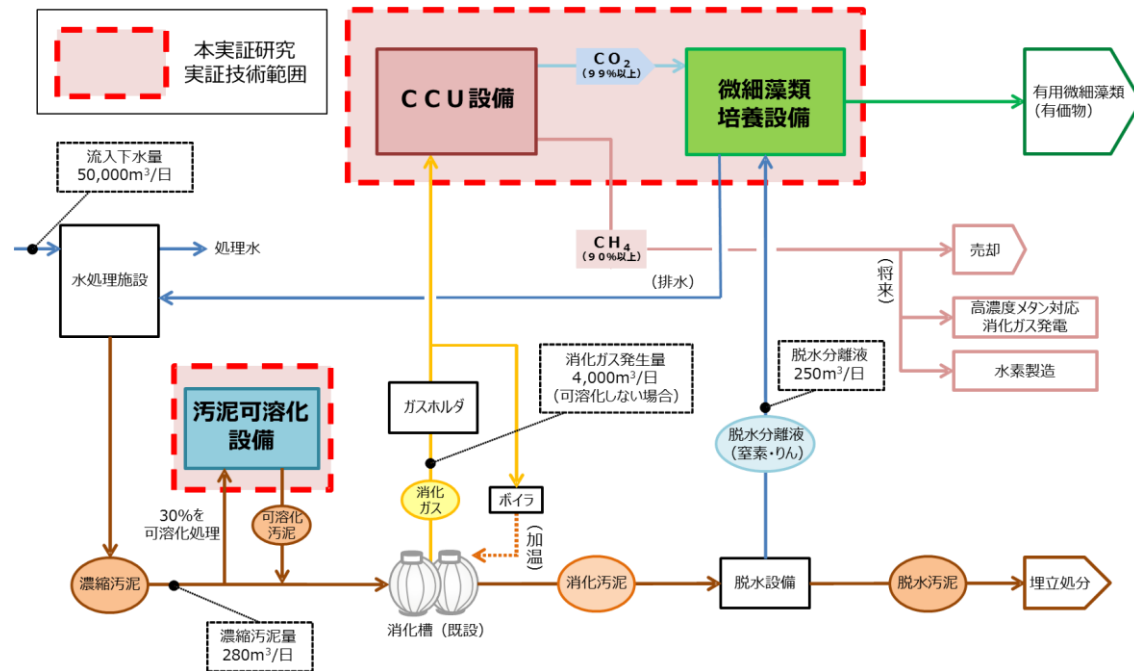 本実証研究
実証技術範囲
CCU設備
CO₂
(99%以上)
微細藻類
培養設備
有用微細藻類
(有価物)
流入下水量
50,000m³/日
処理水
水処理施設
CH₄
(90%以上)
(排水)
(将来)
売却
高濃度メタン対応
消化ガス発電
水素製造
消化ガス発生量
4,000m³/日
(可溶化しない場合)
脱水分離液
250m³/日
ガスホルダ
汚泥可溶化
設備
脱水分離液
(窒素・りん)
消化
ガス
ボイラ
30%を
可溶化処理
可溶化
汚泥
(加温)
濃縮汚泥
消化汚泥
脱水設備
脱水汚泥
埋立処分
消化槽(既設)
濃縮汚泥量
280m³/日